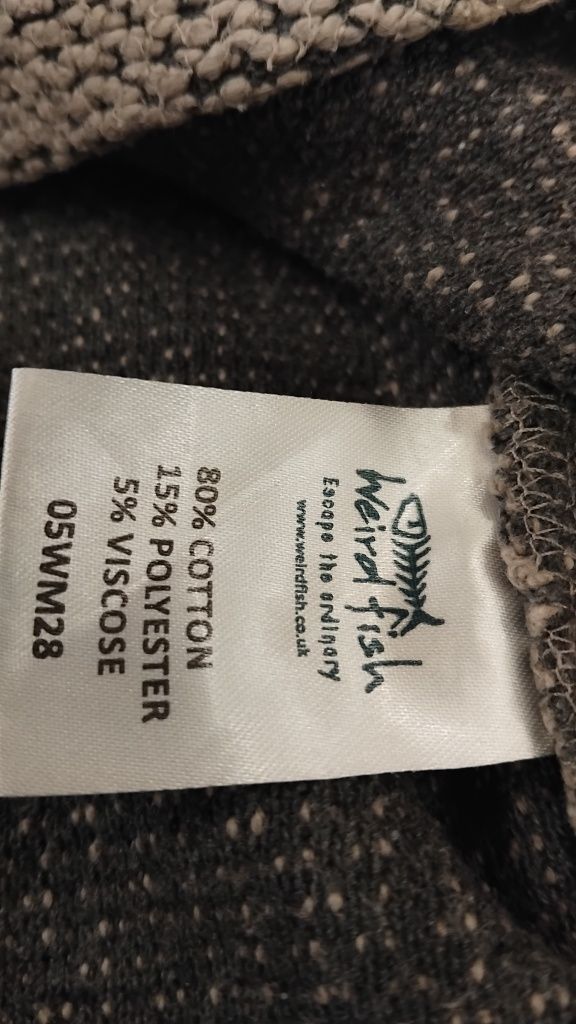 Weird fish
Escape the ordinary
www.weirdfish.co.uk
80% COTTON
15% POLYESTER
5% VISCOSE
05WM28